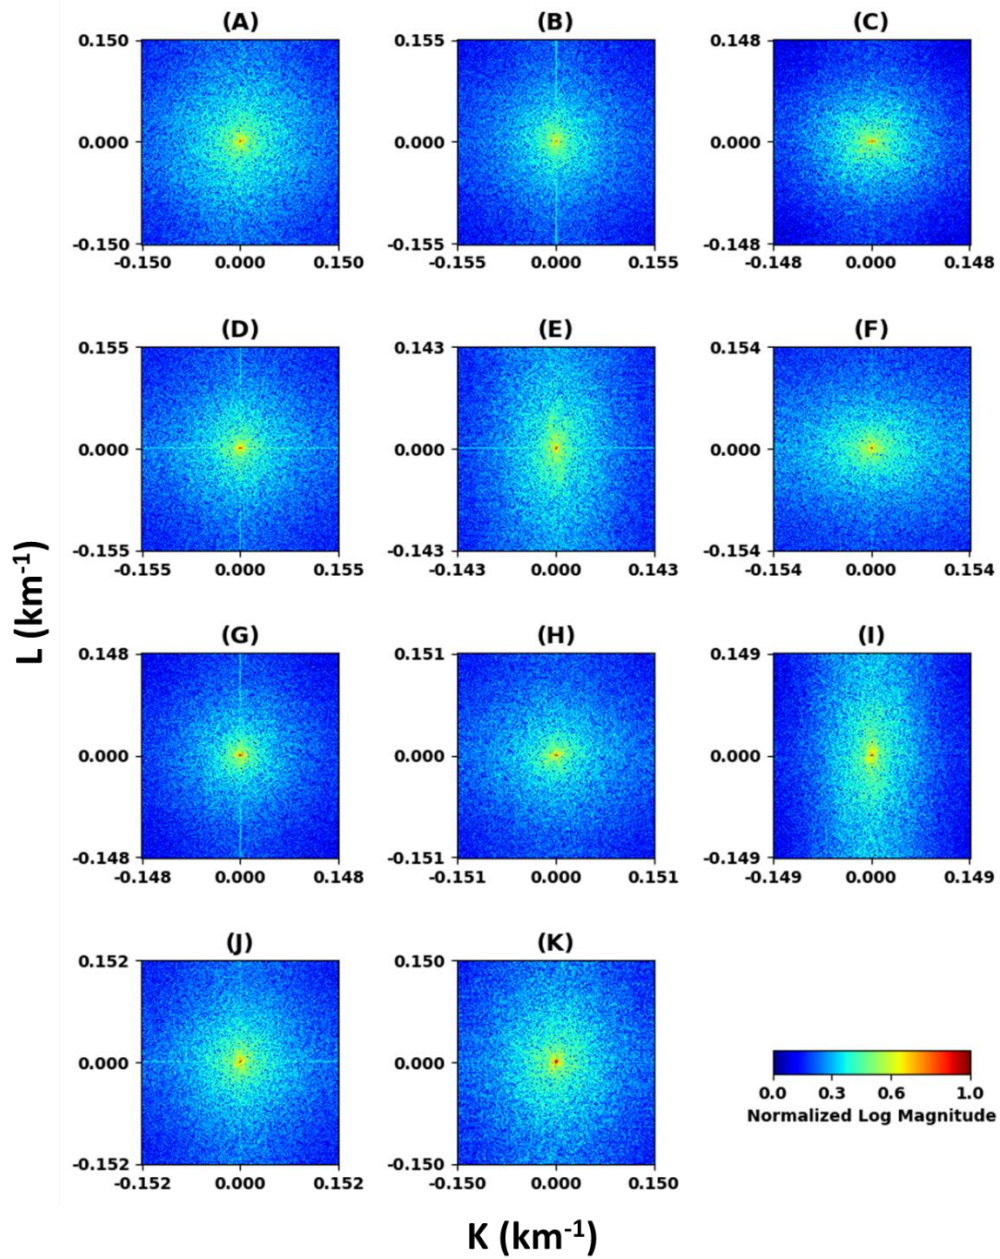 (A) (B) (C)
0.150 0.155 0.148
0.000 0.000 0.000
-0.150 -0.155 -0.148
-0.150 0.000 0.150 -0.155 0.000 0.155 -0.148 0.000 0.148
(D) (E) (F)
0.155 0.143 0.154
0.000 0.000 0.000
-0.155 -0.143 -0.154
-0.155 0.000 0.155 -0.143 0.000 0.143 -0.154 0.000 0.154
L (km⁻¹)
(G) (H) (I)
0.148 0.151 0.149
0.000 0.000 0.000
-0.148 -0.151 -0.149
-0.148 0.000 0.148 -0.151 0.000 0.151 -0.149 0.000 0.149
(J) (K)
0.152 0.150
0.000 0.000
-0.152 -0.150
-0.152 0.000 0.152 -0.150 0.000 0.150
0.0 0.3 0.6 1.0
Normalized Log Magnitude
K (km⁻¹)